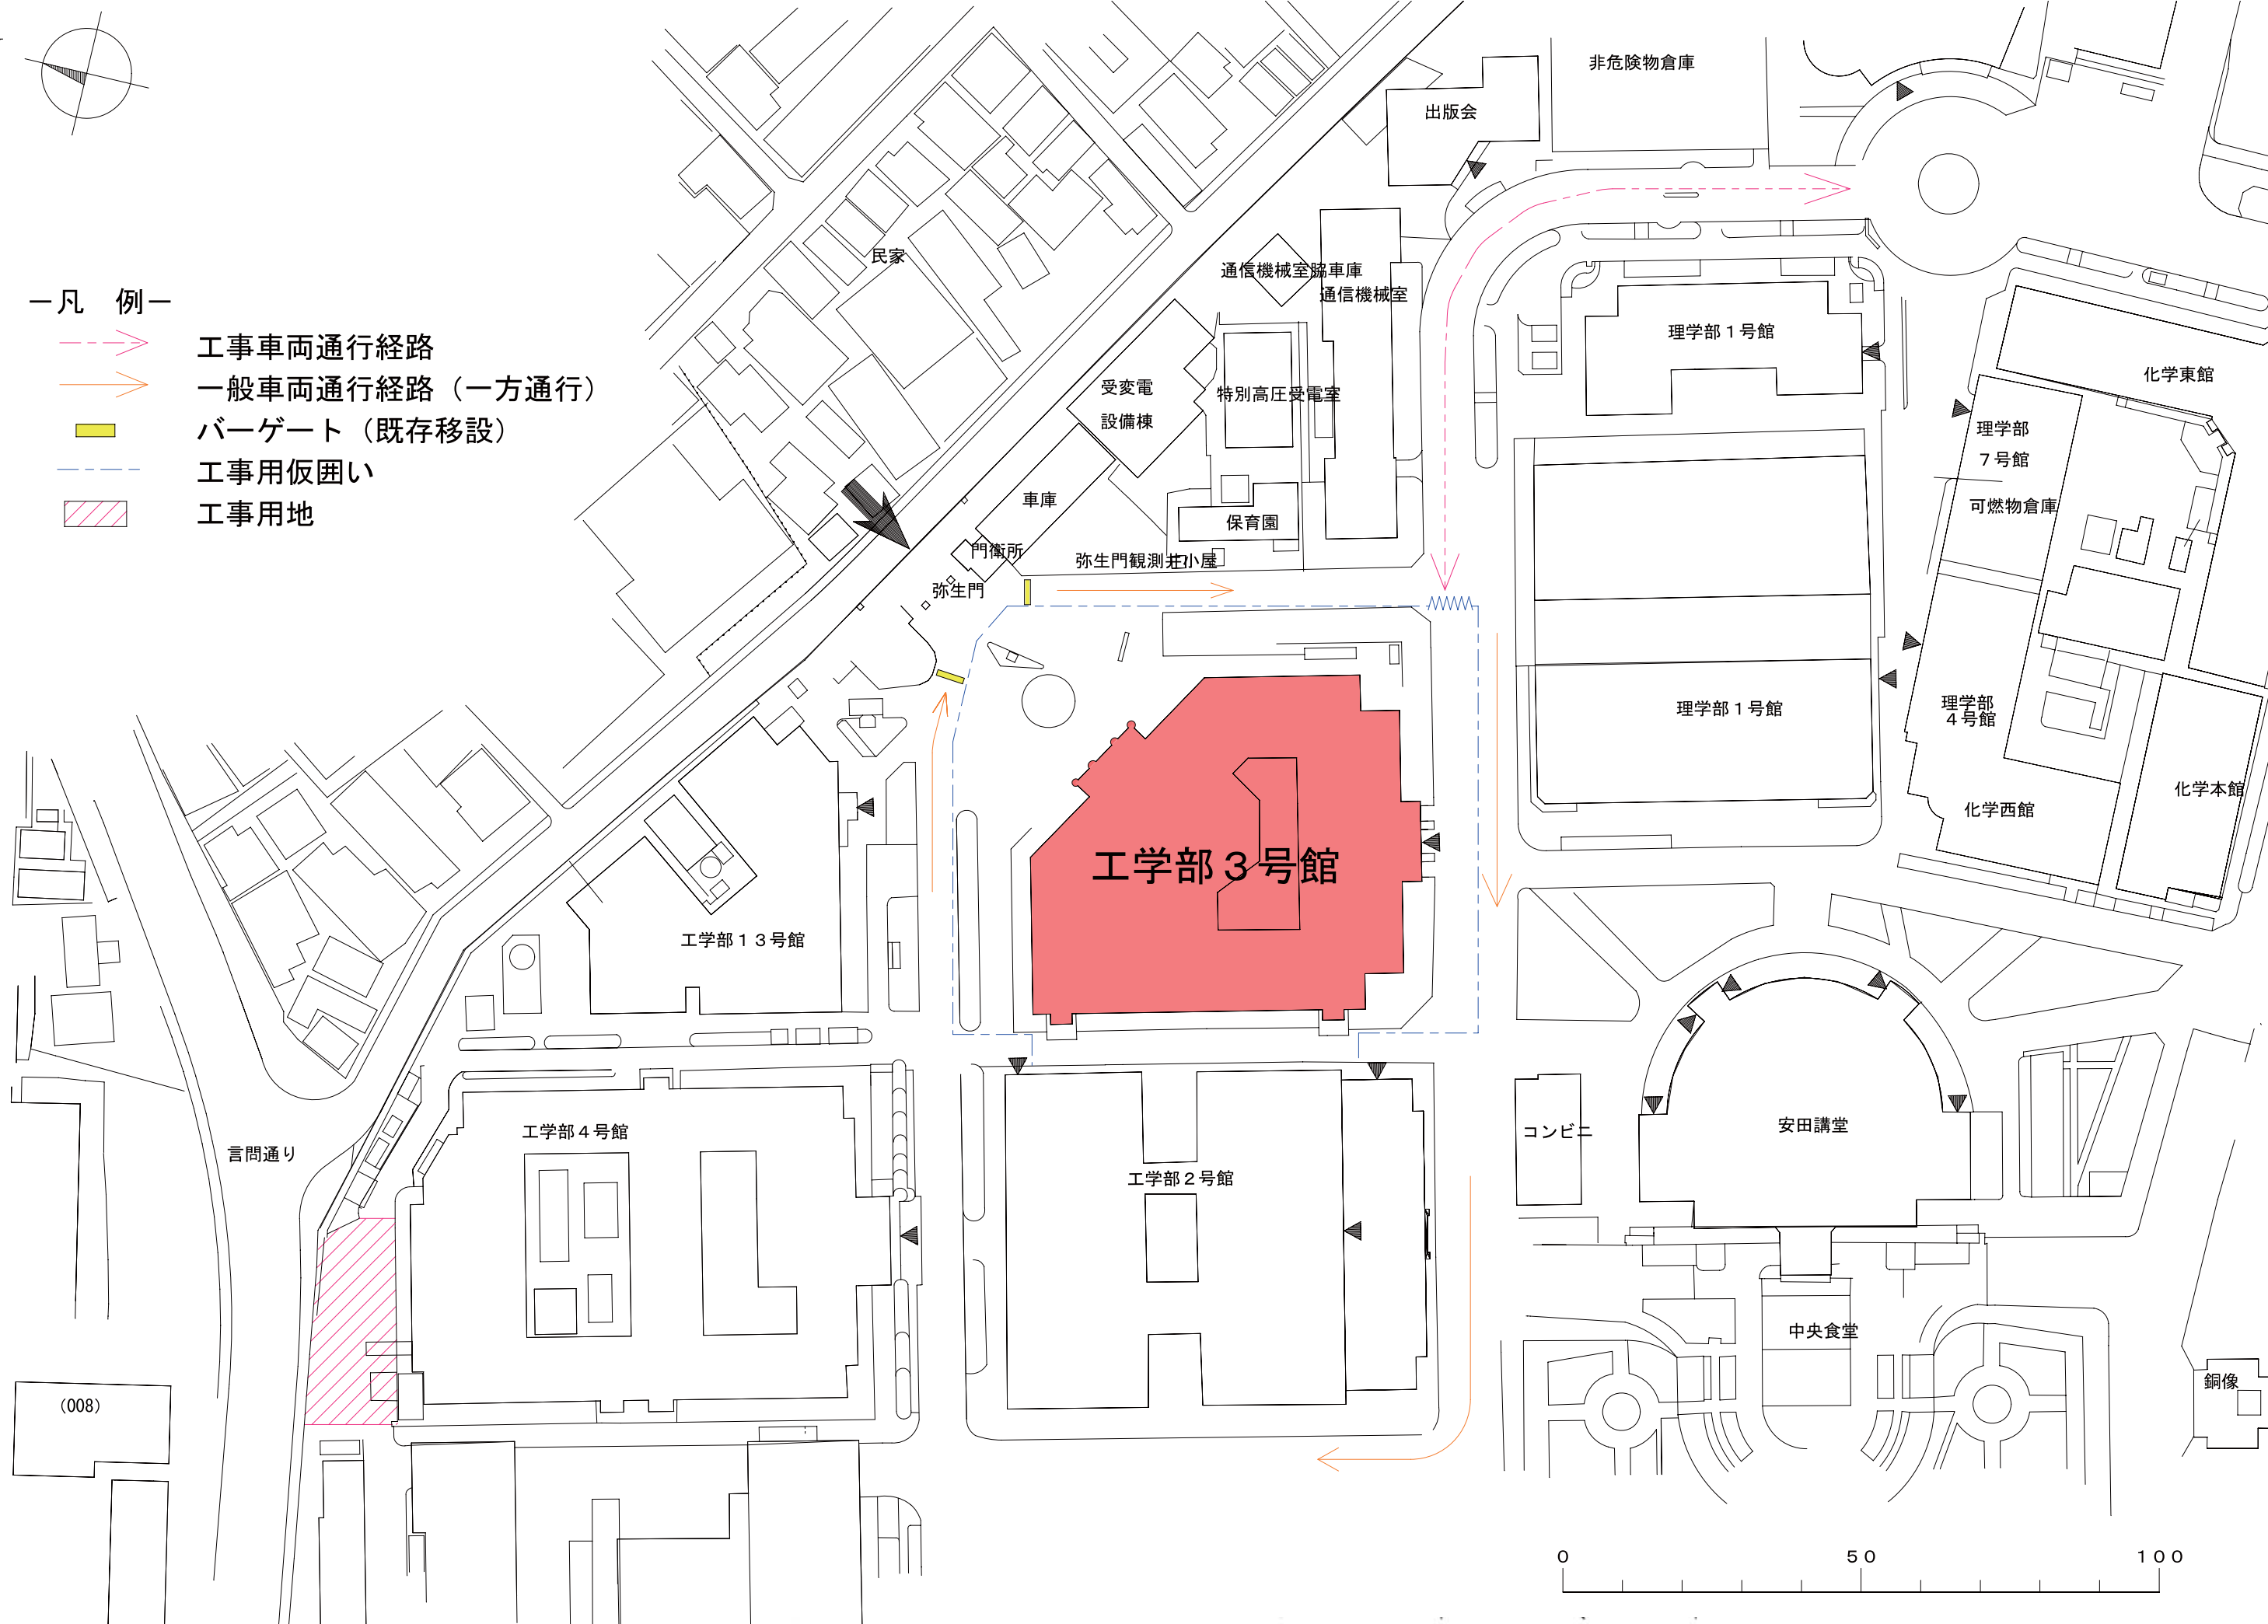 －凡　例－
工事車両通行経路
一般車両通行経路（一方通行）
バーゲート（既存移設）
工事用仮囲い
工事用地
民家
出版会
非危険物倉庫
通信機械室脇車庫
通信機械室
理学部１号館
受変電
設備棟
特別高圧受電室
化学東館
理学部
７号館
可燃物倉庫
車庫
保育園
門衛所
弥生門観測井小屋
弥生門
理学部１号館
理学部
４号館
化学西館
化学本館
工学部３号館
工学部１３号館
工学部４号館
言問通り
工学部２号館
コンビニ
安田講堂
中央食堂
銅像
(008)
0 50 100